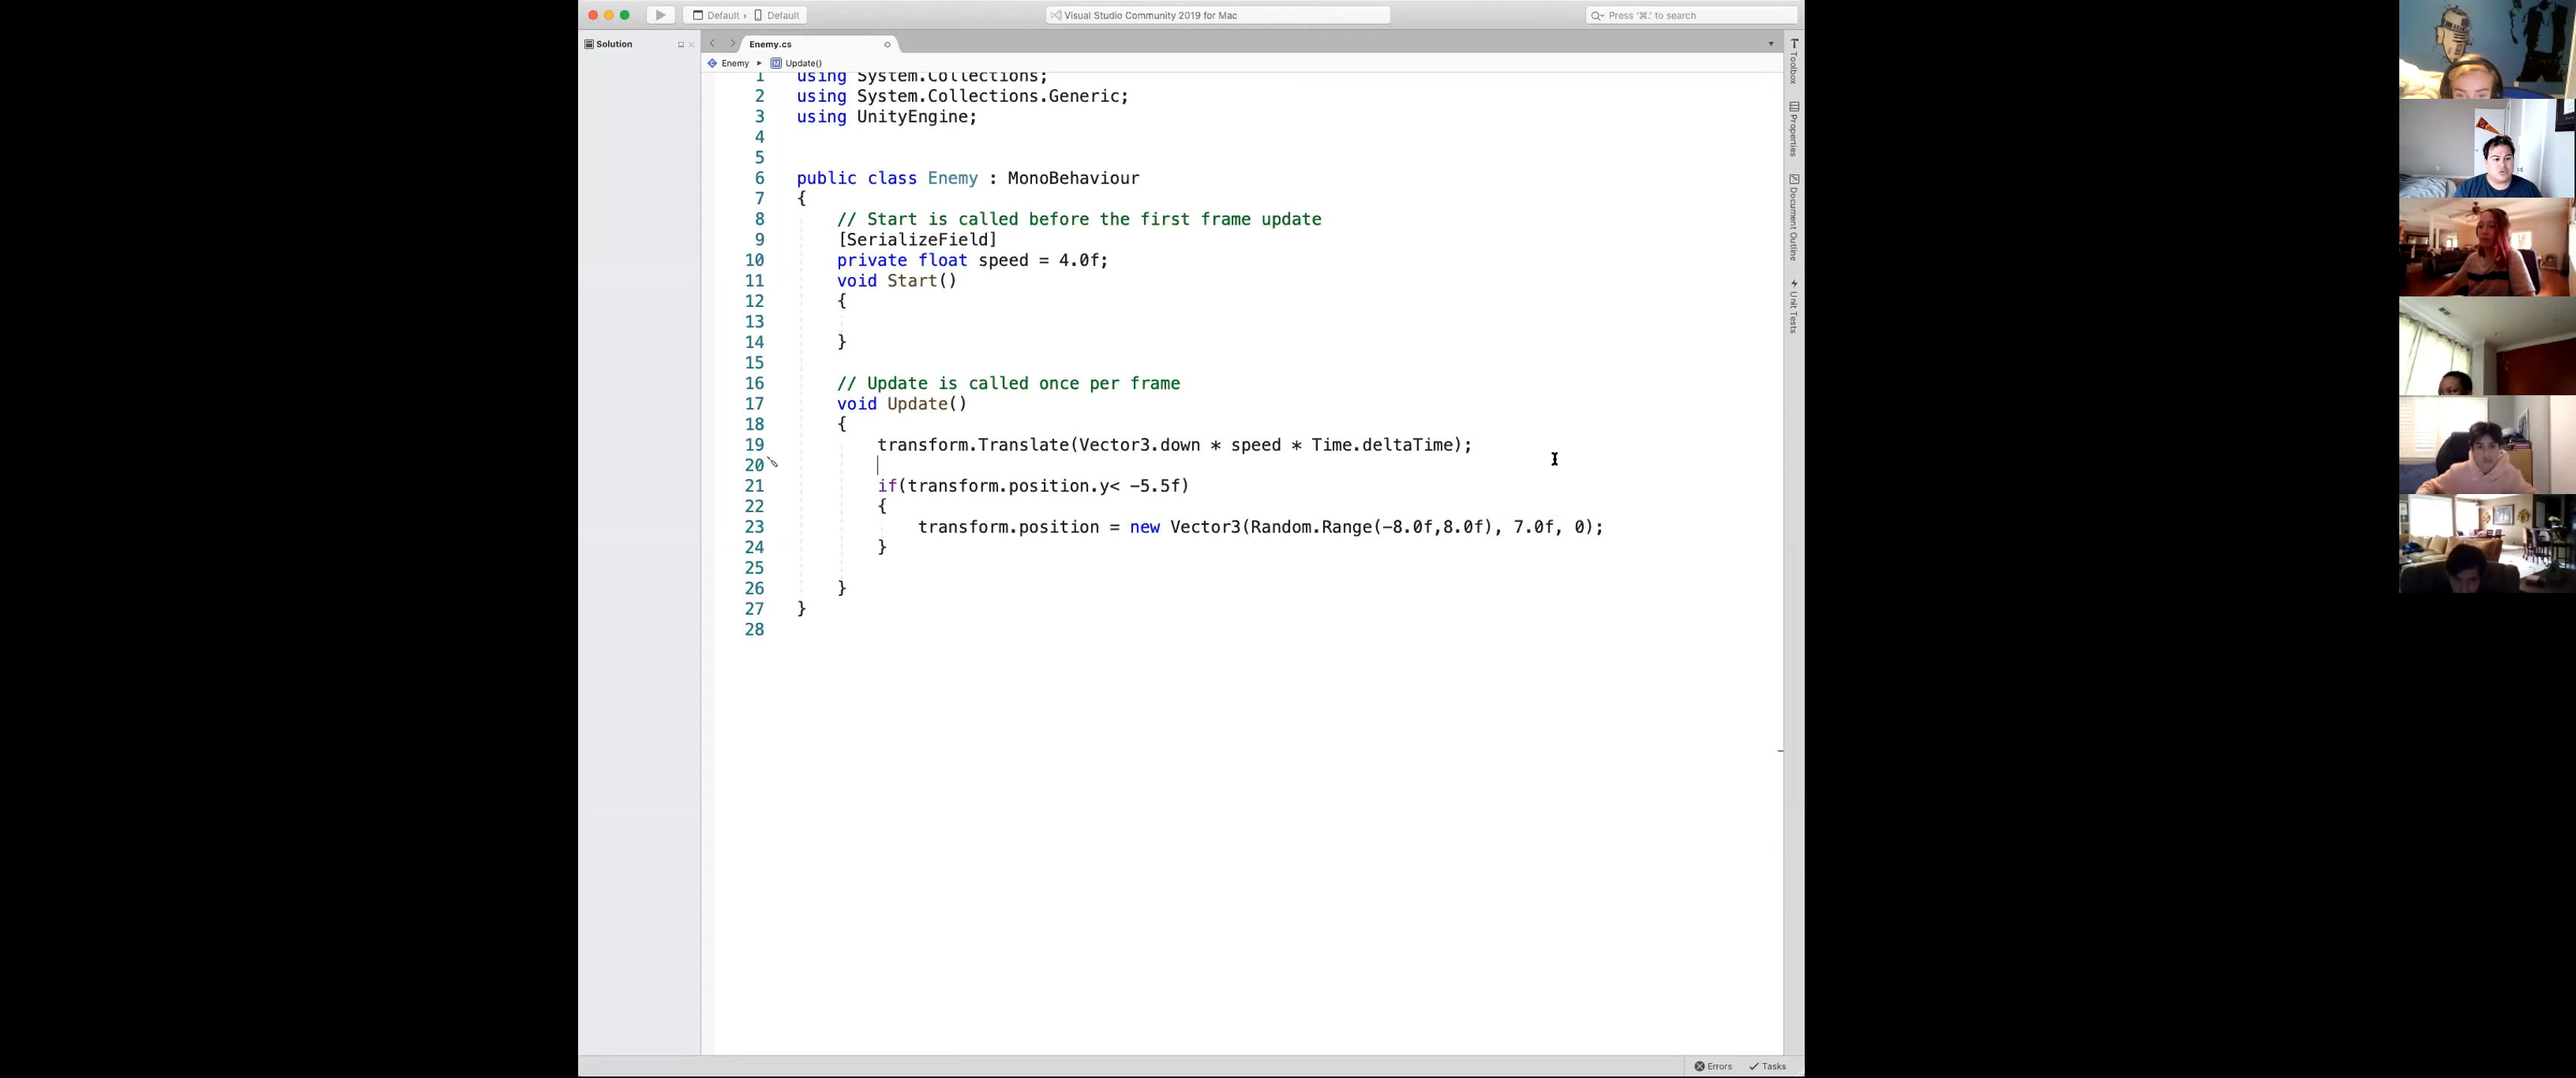 Default › Default
Visual Studio Community 2019 for Mac
Press '⌘.' to search
Solution
Enemy.cs
Enemy ▸ Update()
1 using System.Collections;
2 using System.Collections.Generic;
3 using UnityEngine;
4
5
6 public class Enemy : MonoBehaviour
7 {
8 // Start is called before the first frame update
9 [SerializeField]
10 private float speed = 4.0f;
11 void Start()
12 {
13
14 }
15
16 // Update is called once per frame
17 void Update()
18 {
19 transform.Translate(Vector3.down * speed * Time.deltaTime);
20
21 if(transform.position.y< -5.5f)
22 {
23 transform.position = new Vector3(Random.Range(-8.0f,8.0f), 7.0f, 0);
24 }
25
26 }
27 }
28
Toolbox
Properties
Document Outline
Unit Tests
Errors Tasks